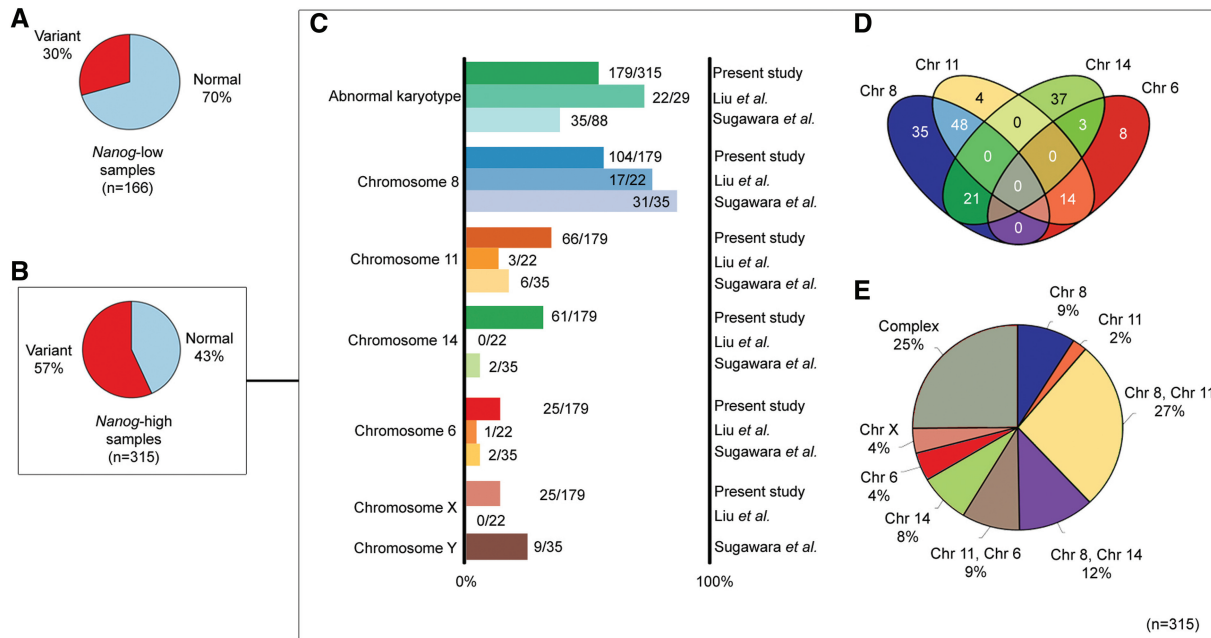 A
Variant
30%
Normal
70%
Nanog-low
samples
(n=166)
B
Variant
57%
Normal
43%
Nanog-high
samples
(n=315)
C
Abnormal karyotype
179/315
Present study
22/29
Liu et al.
35/88
Sugawara et al.
Chromosome 8
104/179
Present study
17/22
Liu et al.
31/35
Sugawara et al.
Chromosome 11
66/179
Present study
3/22
Liu et al.
6/35
Sugawara et al.
Chromosome 14
61/179
Present study
0/22
Liu et al.
2/35
Sugawara et al.
Chromosome 6
25/179
Present study
1/22
Liu et al.
2/35
Sugawara et al.
Chromosome X
25/179
Present study
0/22
Liu et al.
Chromosome Y
9/35
Sugawara et al.
0%
100%
D
Chr 8
Chr 11
Chr 14
Chr 6
4
37
35
48
0
3
8
0
0
0
21
14
0
E
Chr 8
9%
Chr 11
2%
Chr 8, Chr 11
27%
Chr 8, Chr 14
12%
Chr 11, Chr 6
9%
Chr 14
8%
Chr 6
4%
Chr X
4%
Complex
25%
(n=315)